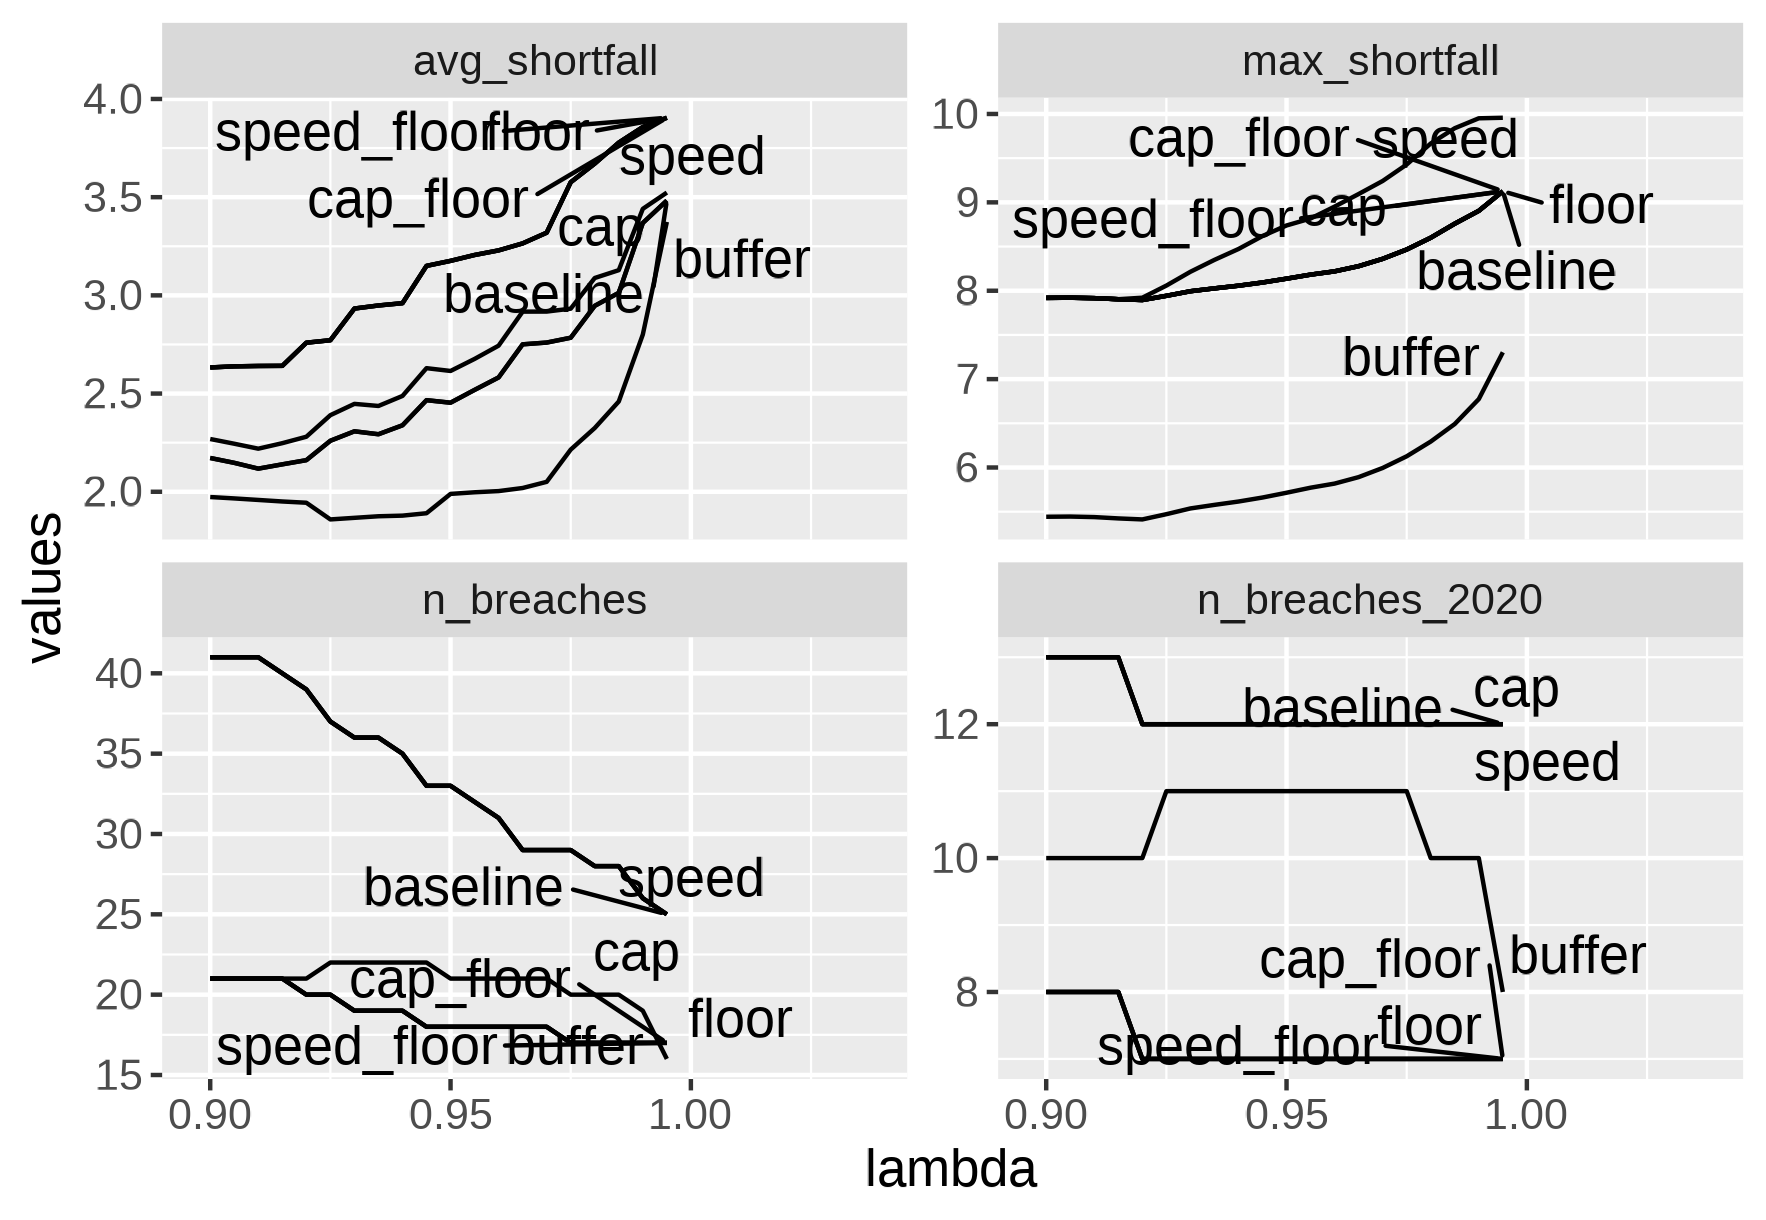 avg_shortfall
max_shortfall
4.0
3.5
3.0
2.5
2.0
speed_floor
floor
speed
cap_floor
cap
buffer
baseline
10
9
8
7
6
cap_floor
speed
speed_floor
cap
floor
baseline
buffer
values
n_breaches
n_breaches_2020
40
35
30
25
20
15
baseline
speed
cap
cap_floor
floor
speed_floor
buffer
12
10
8
cap
baseline
speed
cap_floor
buffer
floor
speed_floor
0.90
0.95
1.00
0.90
0.95
1.00
lambda